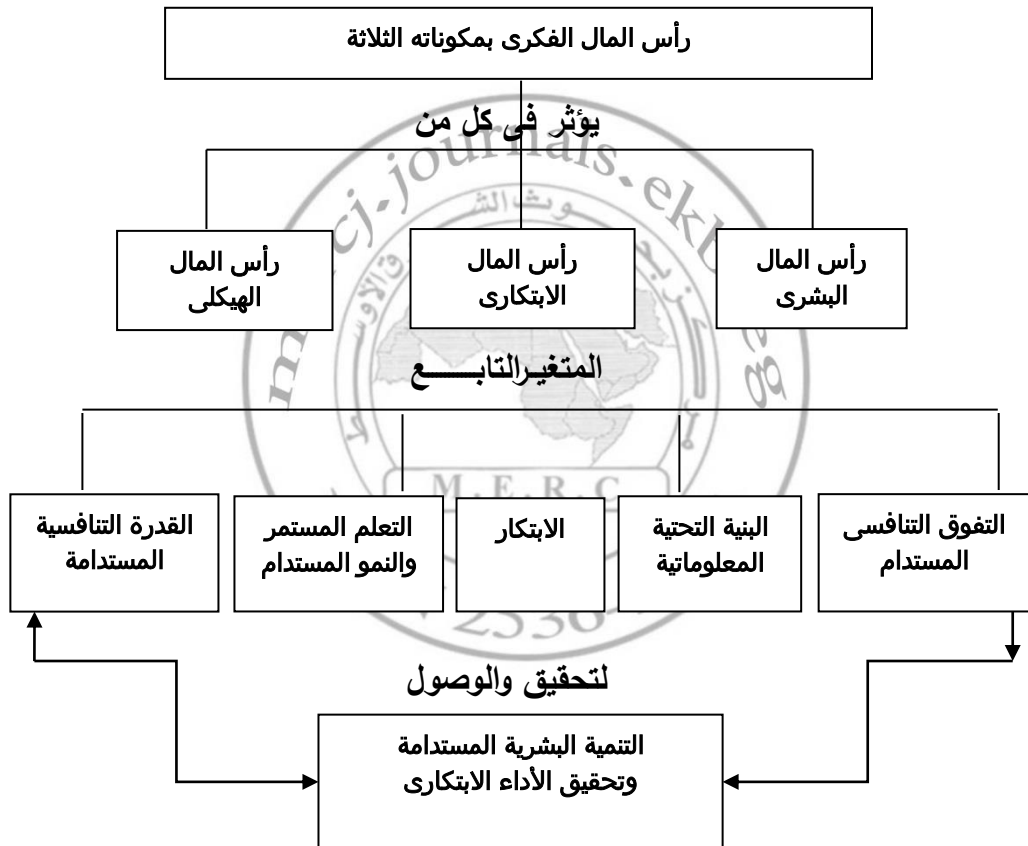 رأس المال الفكرى بمكوناته الثلاثة
يؤثر فى كل من
رأس المال
البشرى
رأس المال
الابتكارى
رأس المال
الهيكلى
المتغيرالتابـــــــع
التفوق التنافسى
المستدام
البنية التحتية
المعلوماتية
الابتكار
التعلم المستمر
والنمو المستدام
القدرة التنافسية
المستدامة
لتحقيق والوصول
التنمية البشرية المستدامة
وتحقيق الأداء الابتكارى
M.E.R.C